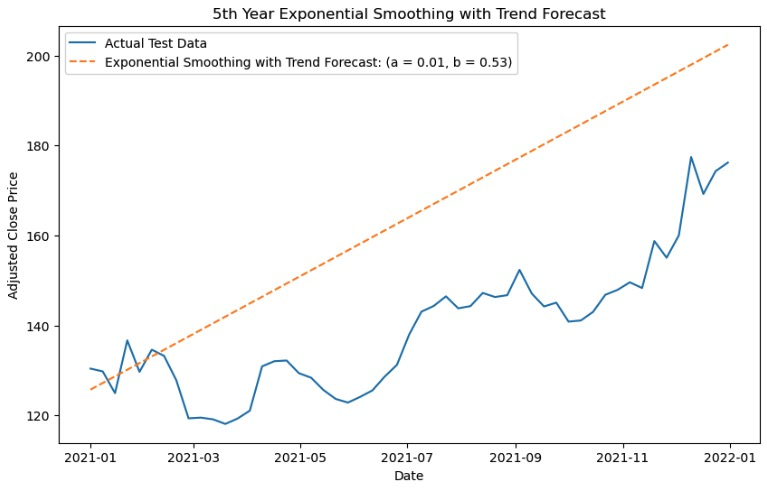 5th Year Exponential Smoothing with Trend Forecast
Actual Test Data
Exponential Smoothing with Trend Forecast: (a = 0.01, b = 0.53)
Adjusted Close Price
200
180
160
140
120
2021-01
2021-03
2021-05
2021-07
2021-09
2021-11
2022-01
Date